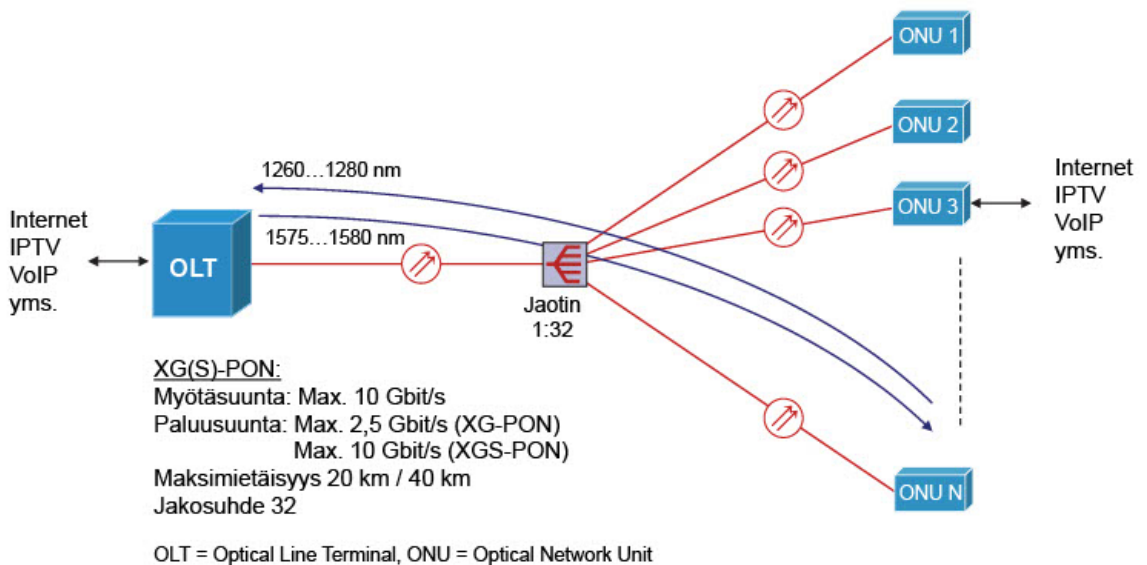 ONU 1
ONU 2
ONU 3
ONU N
1260...1280 nm
1575...1580 nm
Internet
IPTV
VoIP
yms.
OLT
Jaotin
1:32
Internet
IPTV
VoIP
yms.
XG(S)-PON:
Myötäsuunta: Max. 10 Gbit/s
Paluusuunta: Max. 2,5 Gbit/s (XG-PON)
Max. 10 Gbit/s (XGS-PON)
Maksimietäisyys 20 km / 40 km
Jakosuhde 32
OLT = Optical Line Terminal, ONU = Optical Network Unit